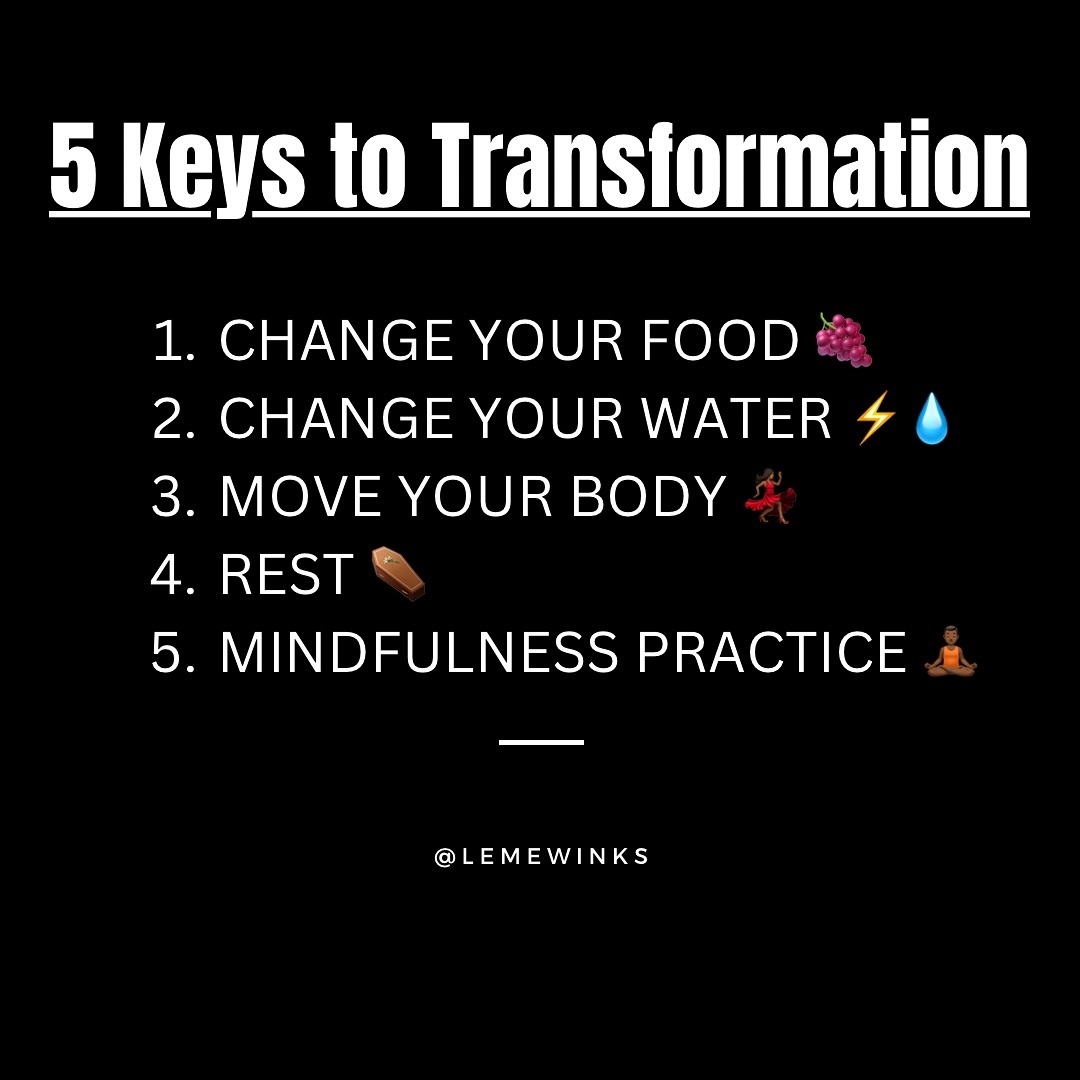 5 Keys to Transformation
1. CHANGE YOUR FOOD 🍇
2. CHANGE YOUR WATER ⚡💧
3. MOVE YOUR BODY 💃🏾
4. REST ⚰️
5. MINDFULNESS PRACTICE 🧘🏾‍♂️
@LEMEWINKS